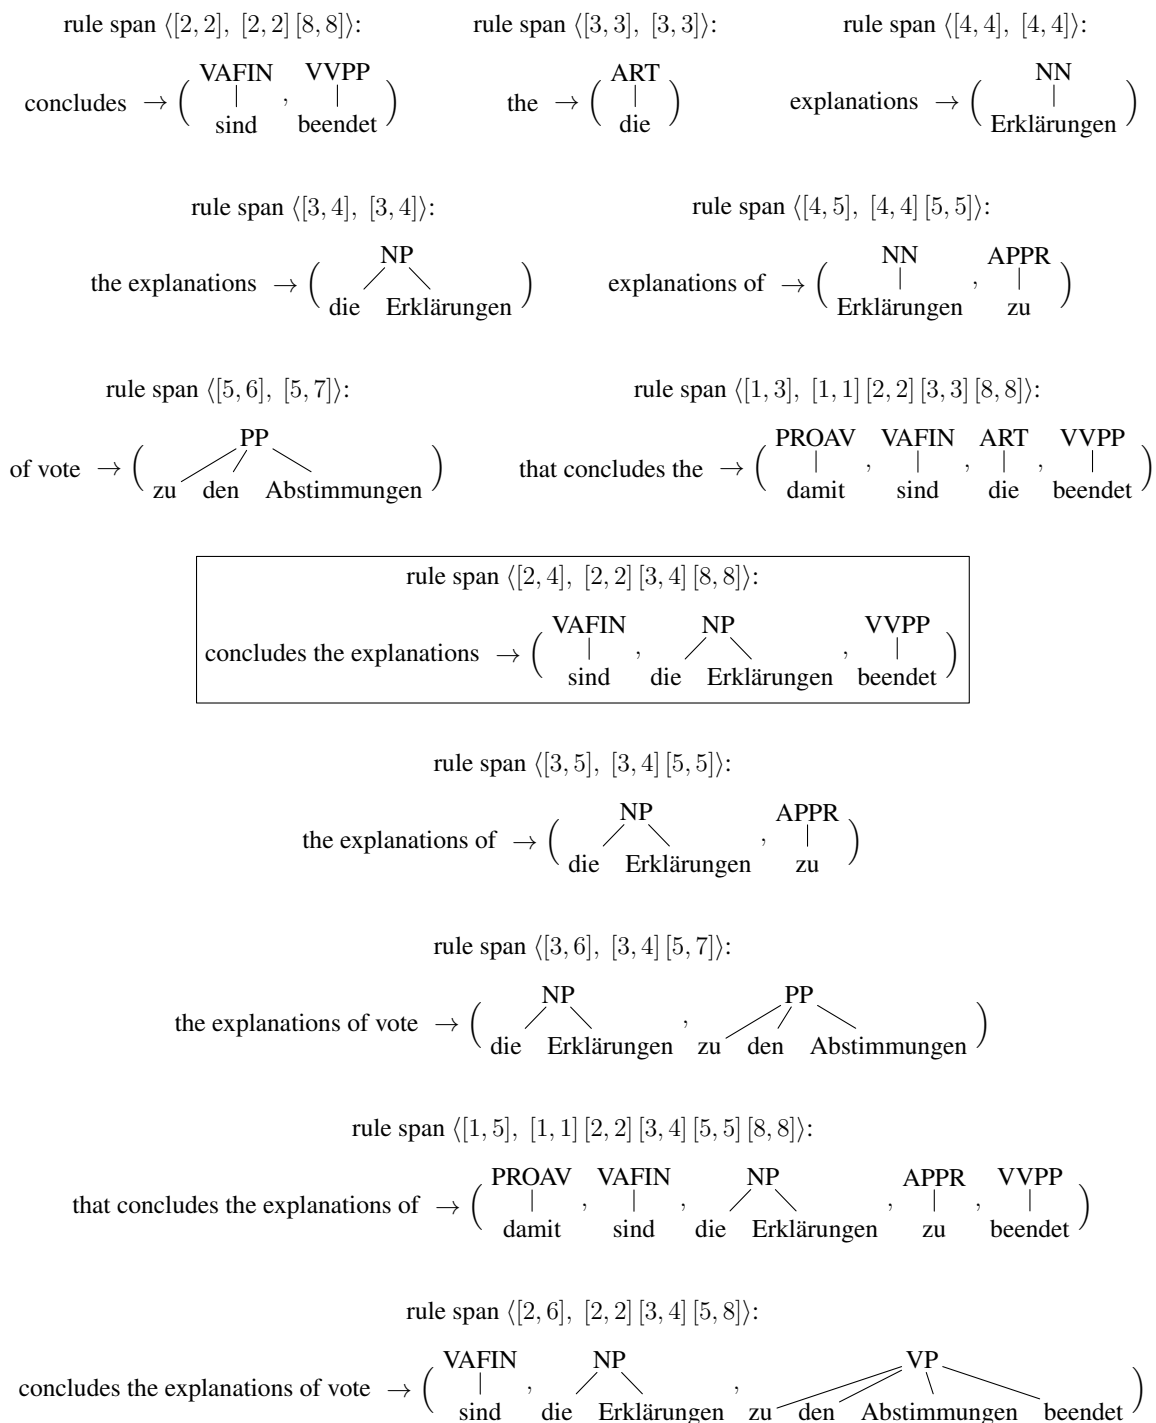 rule span ⟨[2, 2], [2, 2] [8, 8]⟩: rule span ⟨[3, 3], [3, 3]⟩: rule span ⟨[4, 4], [4, 4]⟩:
VAFIN VVPP ART NN
concludes → ( , ) the → ( ) explanations → ( )
sind beendet die Erklärungen
rule span ⟨[3, 4], [3, 4]⟩: rule span ⟨[4, 5], [4, 4] [5, 5]⟩:
NP NN APPR
the explanations → ( ) explanations of → ( , )
die Erklärungen Erklärungen zu
rule span ⟨[5, 6], [5, 7]⟩: rule span ⟨[1, 3], [1, 1] [2, 2] [3, 3] [8, 8]⟩:
PP PROAV VAFIN ART VVPP
of vote → ( ) that concludes the → ( , , , )
zu den Abstimmungen damit sind die beendet
rule span ⟨[2, 4], [2, 2] [3, 4] [8, 8]⟩:
VAFIN NP VVPP
concludes the explanations → ( , , )
sind die Erklärungen beendet
rule span ⟨[3, 5], [3, 4] [5, 5]⟩:
NP APPR
the explanations of → ( , )
die Erklärungen zu
rule span ⟨[3, 6], [3, 4] [5, 7]⟩:
NP PP
the explanations of vote → ( , )
die Erklärungen zu den Abstimmungen
rule span ⟨[1, 5], [1, 1] [2, 2] [3, 4] [5, 5] [8, 8]⟩:
PROAV VAFIN NP APPR VVPP
that concludes the explanations of → ( , , , , )
damit sind die Erklärungen zu beendet
rule span ⟨[2, 6], [2, 2] [3, 4] [5, 8]⟩:
VAFIN NP VP
concludes the explanations of vote → ( , , )
sind die Erklärungen zu den Abstimmungen beendet